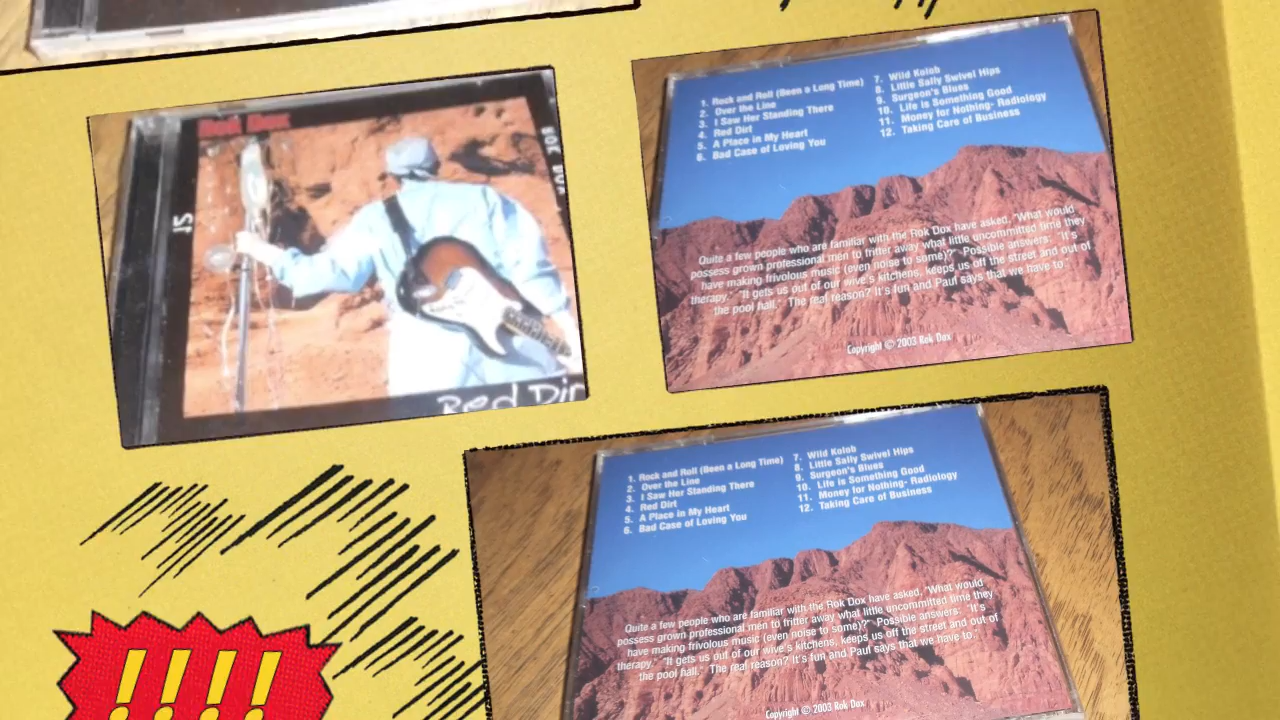 Rok Dox
Red Dir
1. Rock and Roll (Been a Long Time)
2. Over the Line
3. I Saw Her Standing There
4. Red Dirt
5. A Place in My Heart
6. Bad Case of Loving You
7. Wild Kolob
8. Little Sally Swivel Hips
9. Surgeon's Blues
10. Life is Something Good
11. Money for Nothing- Radiology
12. Taking Care of Business
Quite a few people who are familiar with the Rok Dox have asked, "What would
possess grown professional men to fritter away what little uncommitted time they
have making frivolous music (even noise to some)?" Possible answers: "It's
therapy." "It gets us out of our wive's kitchens, keeps us off the street and out of
the pool hall." The real reason? It's fun and Paul says that we have to."
Copyright © 2003 Rok Dox
1. Rock and Roll (Been a Long Time)
2. Over the Line
3. I Saw Her Standing There
4. Red Dirt
5. A Place in My Heart
6. Bad Case of Loving You
7. Wild Kolob
8. Little Sally Swivel Hips
9. Surgeon's Blues
10. Life is Something Good
11. Money for Nothing- Radiology
12. Taking Care of Business
Quite a few people who are familiar with the Rok Dox have asked, "What would
possess grown professional men to fritter away what little uncommitted time they
have making frivolous music (even noise to some)?" Possible answers: "It's
therapy." "It gets us out of our wive's kitchens, keeps us off the street and out of
the pool hall." The real reason? It's fun and Paul says that we have to."
Copyright © 2003 Rok Dox
!!!!